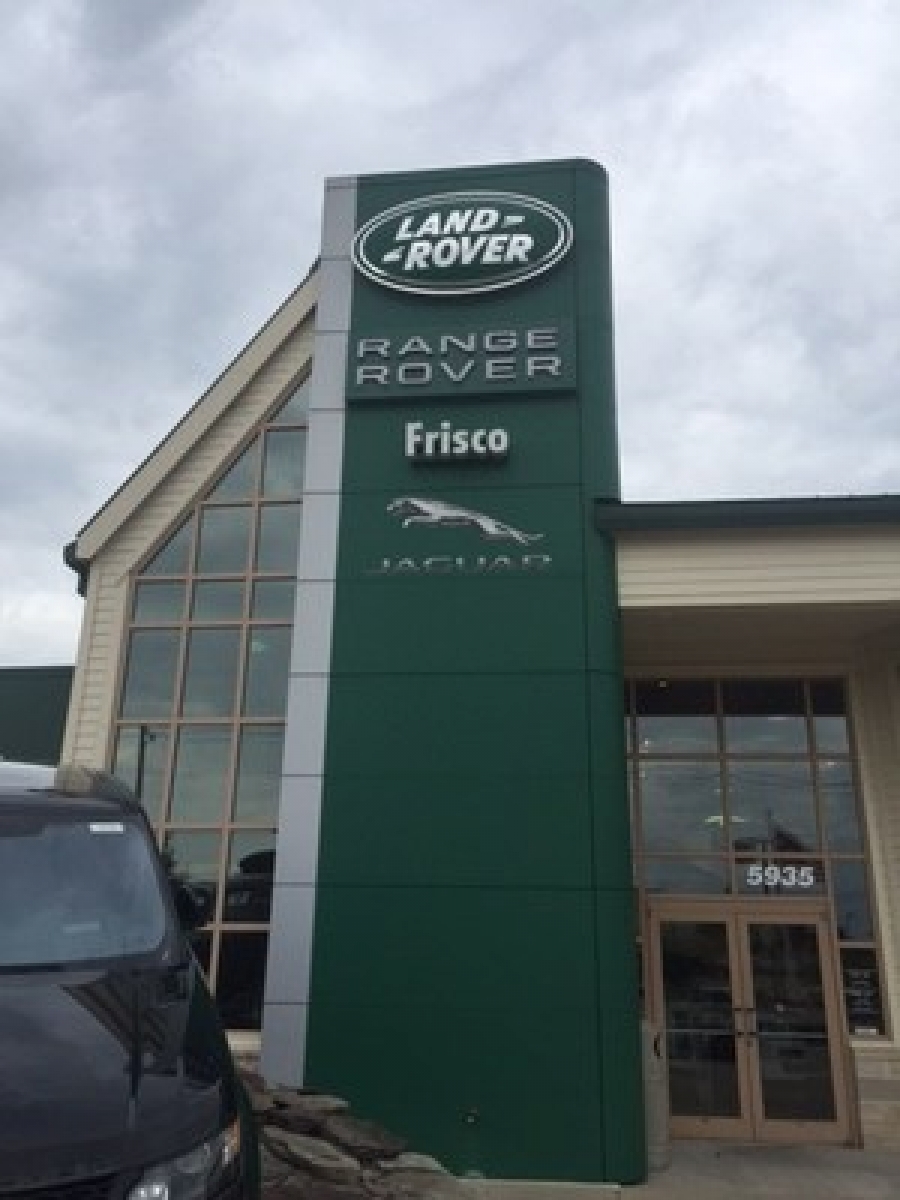 LAND
ROVER
RANGE
ROVER
Frisco
JAGUAR
5935